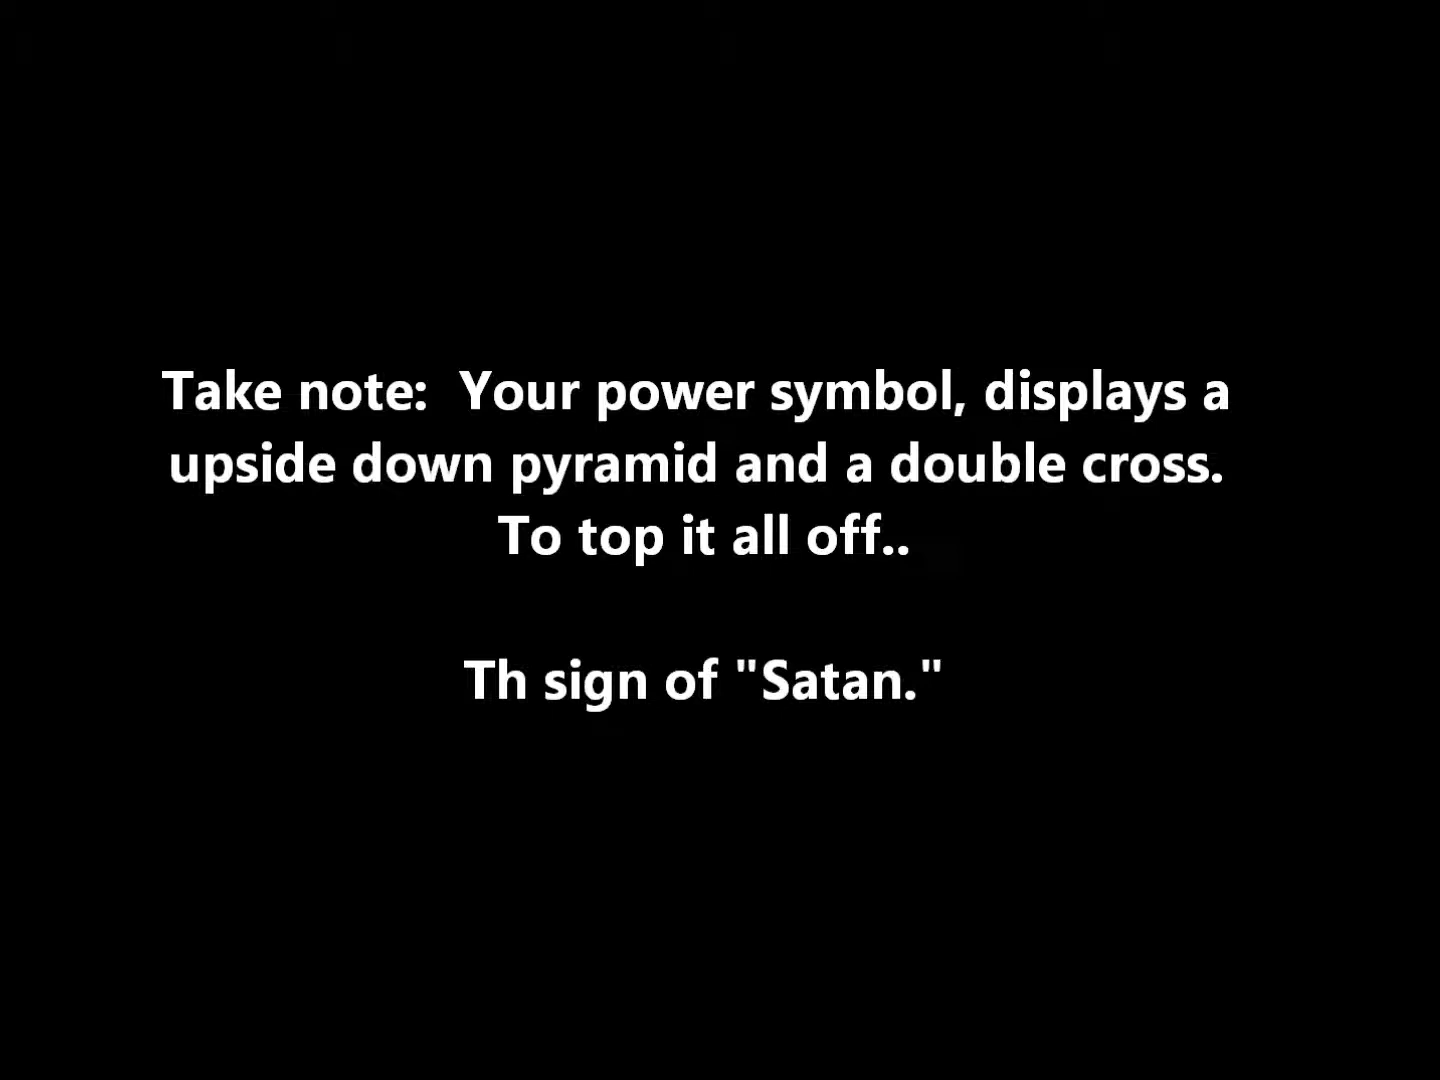 Take note:  Your power symbol, displays a
upside down pyramid and a double cross.
To top it all off..
Th sign of "Satan."